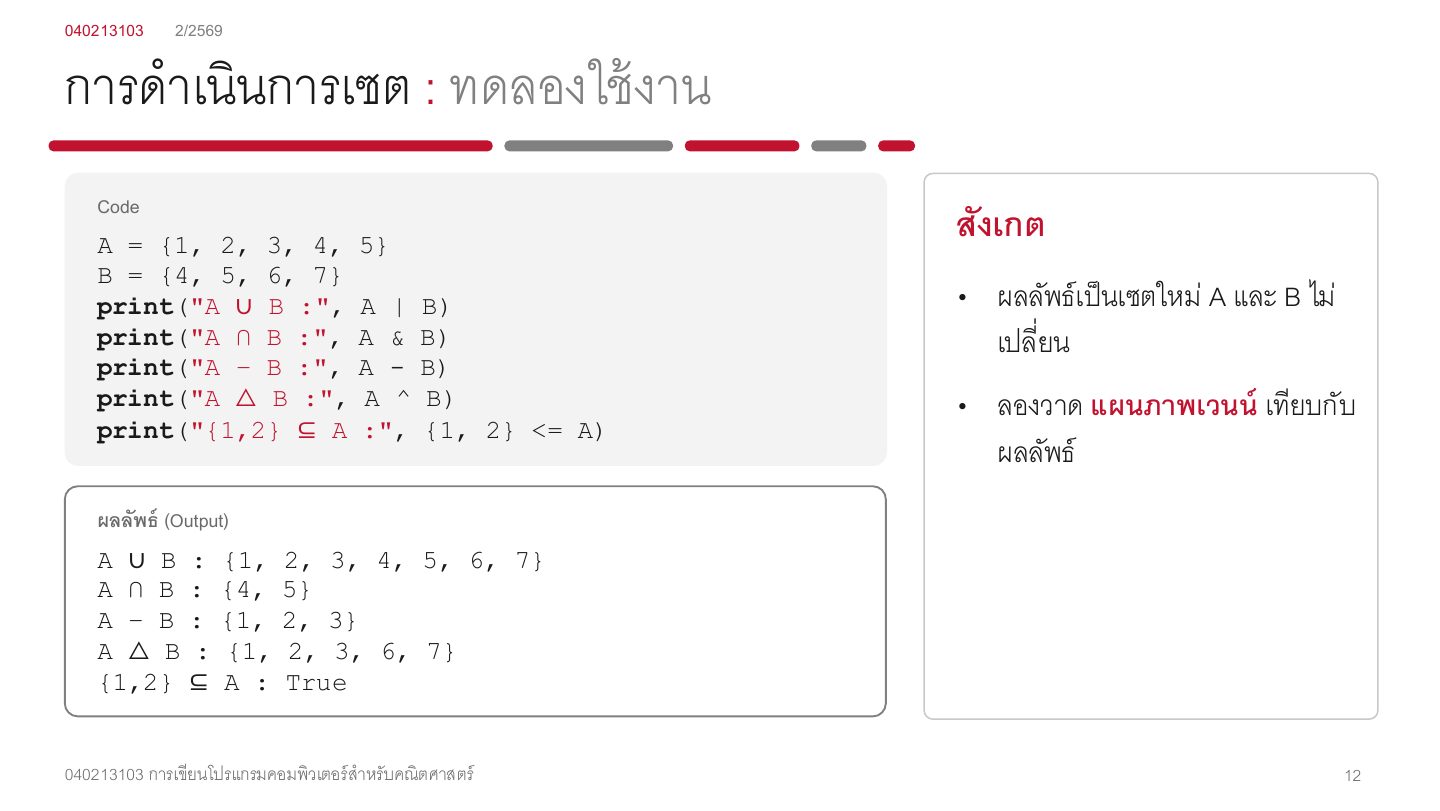 040213103 2/2569
การดำเนินการเซต : ทดลองใช้งาน
Code
A = {1, 2, 3, 4, 5}
B = {4, 5, 6, 7}
print("A ∪ B :", A | B)
print("A ∩ B :", A & B)
print("A − B :", A - B)
print("A △ B :", A ^ B)
print("{1,2} ⊆ A :", {1, 2} <= A)
ผลลัพธ์ (Output)
A ∪ B : {1, 2, 3, 4, 5, 6, 7}
A ∩ B : {4, 5}
A − B : {1, 2, 3}
A △ B : {1, 2, 3, 6, 7}
{1,2} ⊆ A : True
สังเกต
• ผลลัพธ์เป็นเซตใหม่ A และ B ไม่
เปลี่ยน
• ลองวาด แผนภาพเวนน์ เทียบกับ
ผลลัพธ์
040213103 การเขียนโปรแกรมคอมพิวเตอร์สำหรับคณิตศาสตร์
12